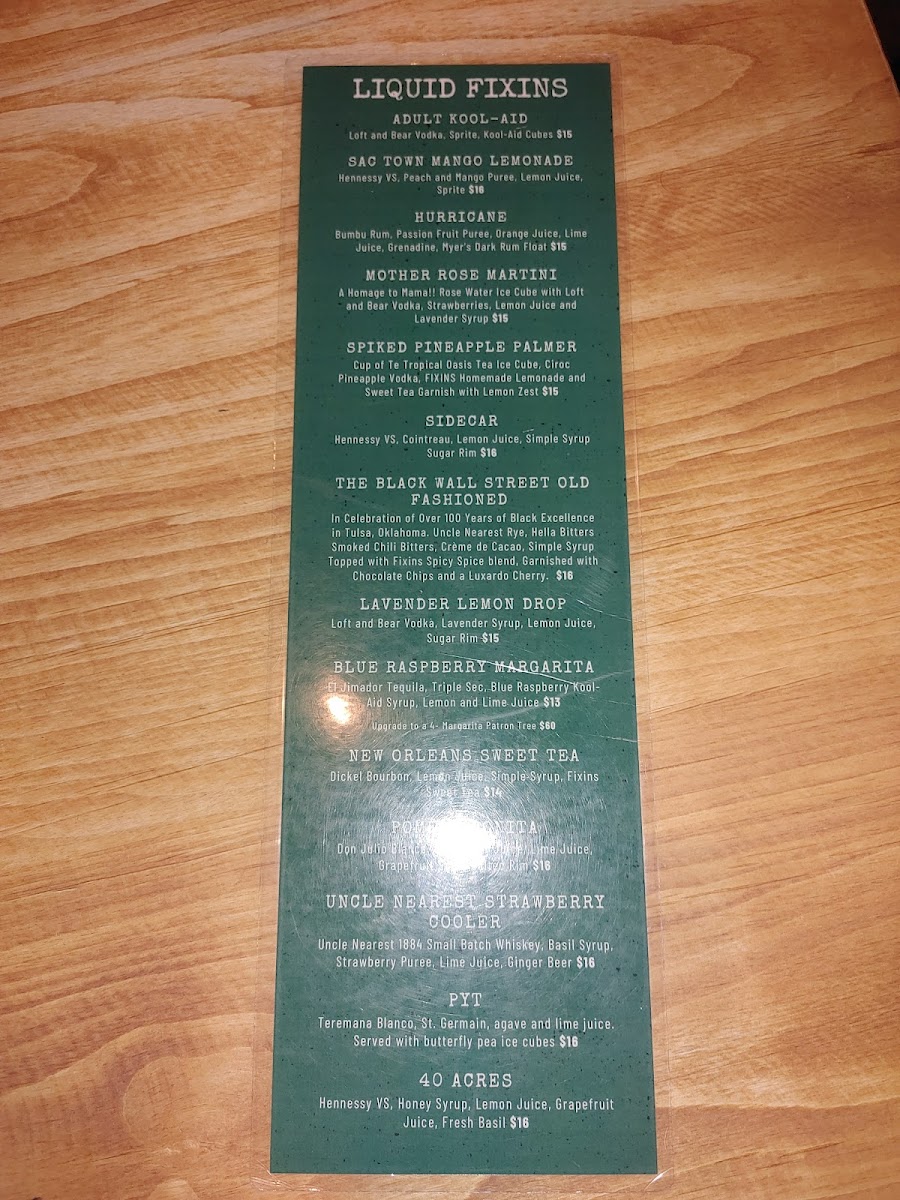 LIQUID FIXINS
ADULT KOOL-AID
Loft and Bear Vodka, Sprite, Kool-Aid Cubes $15
SAC TOWN MANGO LEMONADE
Hennessy VS, Peach and Mango Puree, Lemon Juice,
Sprite $16
HURRICANE
Bumbu Rum, Passion Fruit Puree, Orange Juice, Lime
Juice, Grenadine, Myer's Dark Rum Float $15
MOTHER ROSE MARTINI
A Homage to Mama!! Rose Water Ice Cube with Loft
and Bear Vodka, Strawberries, Lemon Juice and
Lavender Syrup $15
SPIKED PINEAPPLE PALMER
Cup of Te Tropical Oasis Tea Ice Cube, Ciroc
Pineapple Vodka, FIXINS Homemade Lemonade and
Sweet Tea Garnish with Lemon Zest $15
SIDECAR
Hennessy VS, Cointreau, Lemon Juice, Simple Syrup
Sugar Rim $16
THE BLACK WALL STREET OLD
FASHIONED
In Celebration of Over 100 Years of Black Excellence
in Tulsa, Oklahoma. Uncle Nearest Rye, Hella Bitters
Smoked Chili Bitters, Crème de Cacao, Simple Syrup
Topped with Fixins Spicy Spice blend, Garnished with
Chocolate Chips and a Luxardo Cherry. $16
LAVENDER LEMON DROP
Loft and Bear Vodka, Lavender Syrup, Lemon Juice,
Sugar Rim $15
BLUE RASPBERRY MARGARITA
El Jimador Tequila, Triple Sec, Blue Raspberry Kool-
Aid Syrup, Lemon and Lime Juice $13
Upgrade to a 4- Margarita Patron Tree $60
NEW ORLEANS SWEET TEA
Dickel Bourbon, Lemon Juice, Simple Syrup, Fixins
Sweet Tea $14
Don Julio Lime Juice,
Rim $16
UNCLE NEAREST STRAWBERRY
COOLER
Uncle Nearest 1884 Small Batch Whiskey, Basil Syrup,
Strawberry Puree, Lime Juice, Ginger Beer $16
PYT
Teremana Blanco, St. Germain, agave and lime juice.
Served with butterfly pea ice cubes $16
40 ACRES
Hennessy VS, Honey Syrup, Lemon Juice, Grapefruit
Juice, Fresh Basil $16